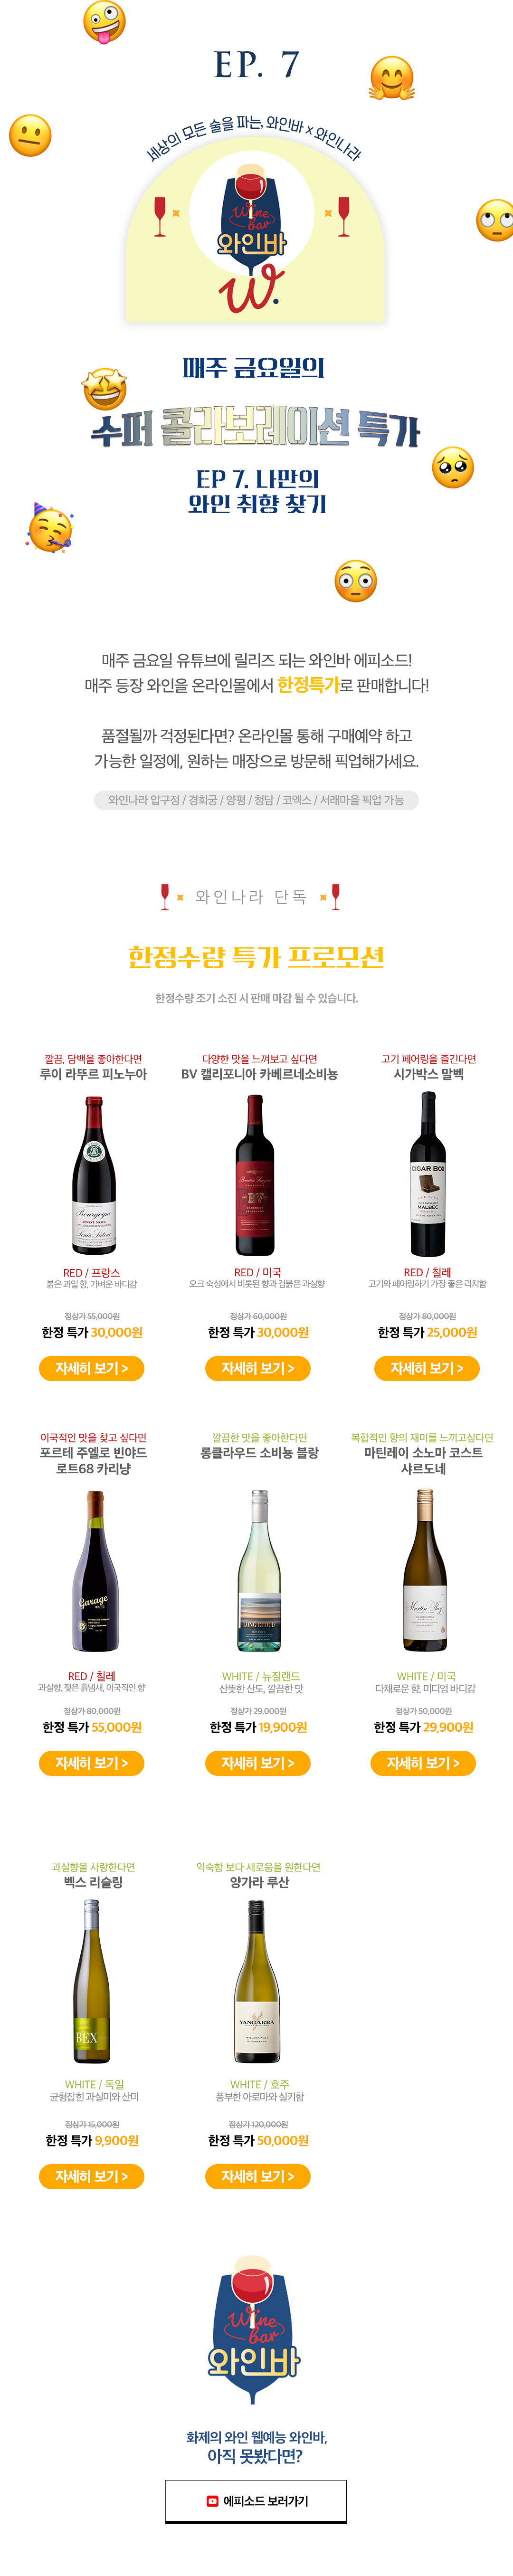 EP. 7
새상의 모든 술을 파는, 와인바 x 와인나라
Wine
bar
와인바
w.
매주 금요일의
수퍼 콜라보레이션 특가
EP 7. 나만의
와인 취향 찾기
매주 금요일 유튜브에 릴리즈 되는 와인바 에피소드!
매주 등장 와인을 온라인몰에서 한정특가로 판매합니다!
품절될까 걱정된다면? 온라인몰 통해 구매예약 하고
가능한 일정에, 원하는 매장으로 방문해 픽업해가세요.
와인나라 압구정 / 경희궁 / 양평 / 청담 / 코엑스 / 서래마을 픽업 가능
와인나라 단독
한정수량 특가 프로모션
한정수량 조기 소진 시 판매 마감 될 수 있습니다.
깔끔, 담백을 좋아한다면
루이 라뚜르 피노누아
Bourgogne
PINOT NOIR
Louis Latour
RED / 프랑스
붉은 과일 향, 가벼운 바디감
정상가 55,000원
한정 특가 30,000원
자세히 보기 >
다양한 맛을 느껴보고 싶다면
BV 캘리포니아 카베르네소비뇽
BV
RED / 미국
오크 숙성에서 비롯된 향과 검붉은 과실향
정상가 60,000원
한정 특가 30,000원
자세히 보기 >
고기 페어링을 즐긴다면
시가박스 말벡
CIGAR BOX
MALBEC
RED / 칠레
고기와 페어링하기 가장 좋은 리치함
정상가 80,000원
한정 특가 25,000원
자세히 보기 >
이국적인 맛을 찾고 싶다면
포르테 주엘로 빈야드
로트68 카리냥
Garage
RED / 칠레
과실향, 젖은 흙냄새, 이국적인 향
정상가 80,000원
한정 특가 55,000원
자세히 보기 >
깔끔한 맛을 좋아한다면
롱클라우드 소비뇽 블랑
LONG CLOUD
WHITE / 뉴질랜드
산뜻한 산도, 깔끔한 맛
정상가 29,000원
한정 특가 19,900원
자세히 보기 >
복합적인 향의 재미를 느끼고싶다면
마틴레이 소노마 코스트
샤르도네
Martin Ray
WHITE / 미국
다채로운 향, 미디엄 바디감
정상가 50,000원
한정 특가 29,900원
자세히 보기 >
과실향을 사랑한다면
벡스 리슬링
BEX
WHITE / 독일
균형잡힌 과실미와 산미
정상가 15,000원
한정 특가 9,900원
자세히 보기 >
익숙함 보다 새로움을 원한다면
양가라 루산
YANGARRA
WHITE / 호주
풍부한 아로마와 실키함
정상가 120,000원
한정 특가 50,000원
자세히 보기 >
Wine
bar
와인바
화제의 와인 웹예능 와인바,
아직 못봤다면?
에피소드 보러가기